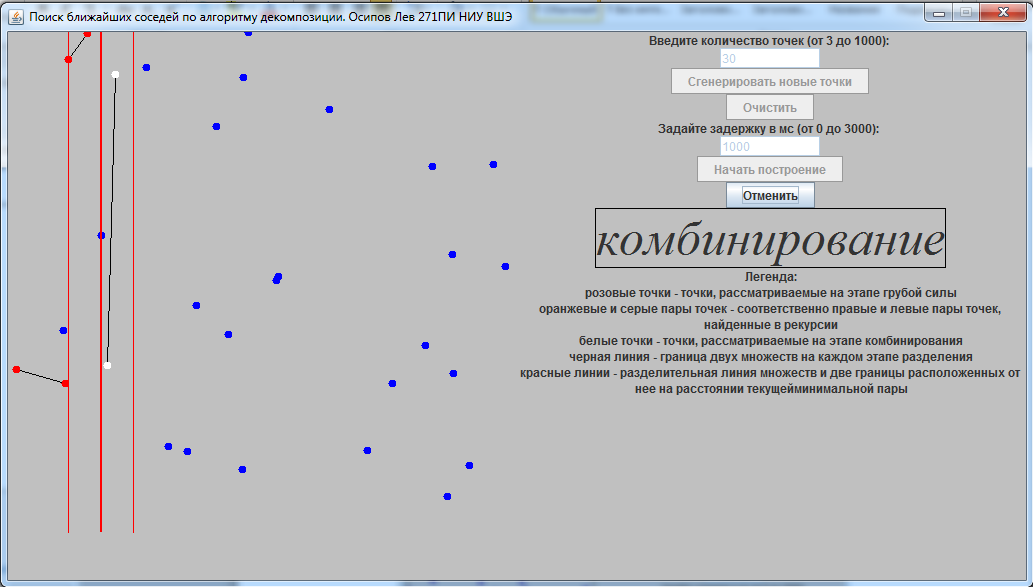 Поиск ближайших соседей по алгоритму декомпозиции. Осипов Лев 271ПИ НИУ ВШЭ
Введите количество точек (от 3 до 1000):
30
Сгенерировать новые точки
Очистить
Задайте задержку в мс (от 0 до 3000):
1000
Начать построение
Отменить
комбинирование
Легенда:
розовые точки - точки, рассматриваемые на этапе грубой силы
оранжевые и серые пары точек - соответственно правые и левые пары точек,
найденные в рекурсии
белые точки - точки, рассматриваемые на этапе комбинирования
черная линия - граница двух множеств на каждом этапе разделения
красные линии - разделительная линия множеств и две границы расположенных от
нее на расстоянии текущейминимальной пары